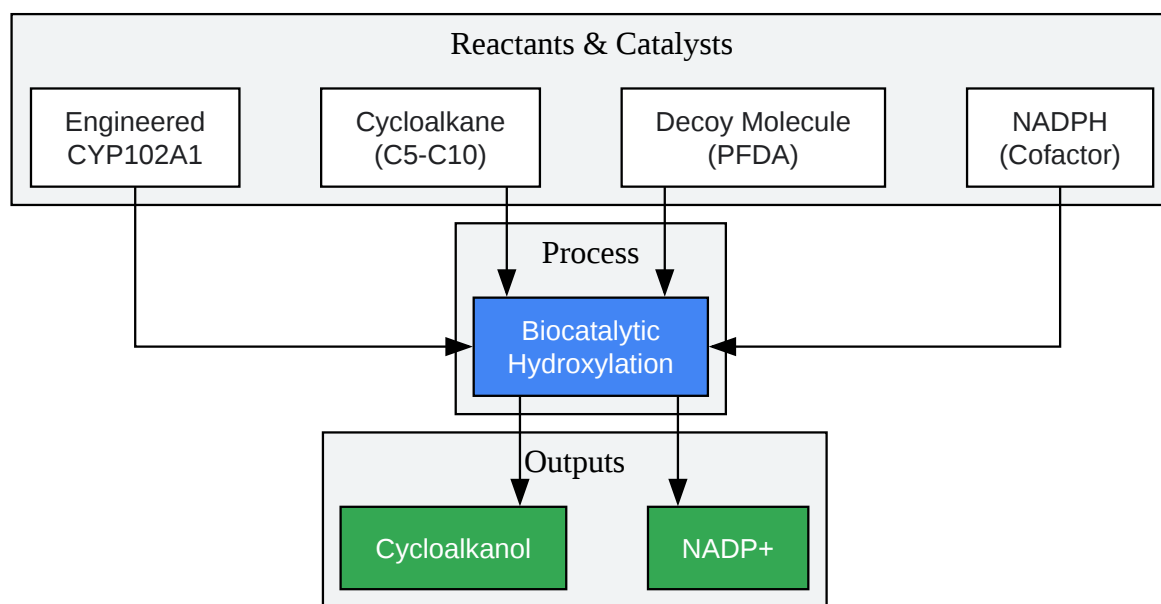 Reactants & Catalysts
Engineered
CYP102A1
Cycloalkane
(C5-C10)
Decoy Molecule
(PFDA)
NADPH
(Cofactor)
Process
Biocatalytic
Hydroxylation
Outputs
Cycloalkanol
NADP+